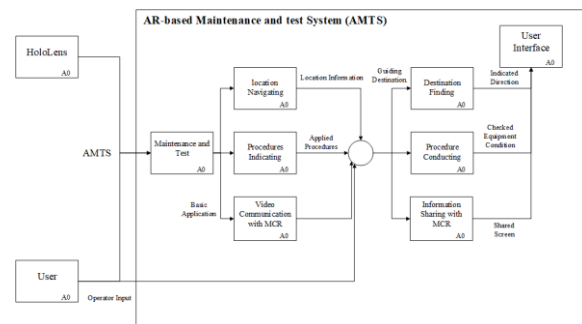 AR-based Maintenance and test System (AMTS)
HoloLens
A0
User
Interface
A0
location
Navigating
A0
Location Information
Guiding
Destination
Destination
Finding
A0
Indicated
Direction
AMTS
Maintenance and
Test
A0
Procedures
Indicating
A0
Applied
Procedures
Procedure
Conducting
A0
Checked
Equipment
Condition
Basic
Application
Video
Communication
with MCR
A0
Information
Sharing with
MCR
A0
Shared
Screen
User
A0
Operator Input